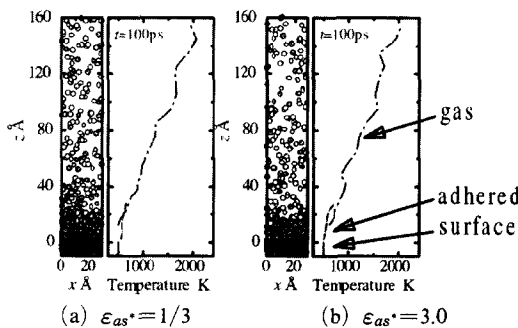 160
120
80
40
0
z Å
t=100ps
0 20
x Å
1000 2000
Temperature K
(a) εas*=1/3
160
120
80
40
0
z Å
t=100ps
gas
adhered
surface
0 20
x Å
1000 2000
Temperature K
(b) εas*=3.0